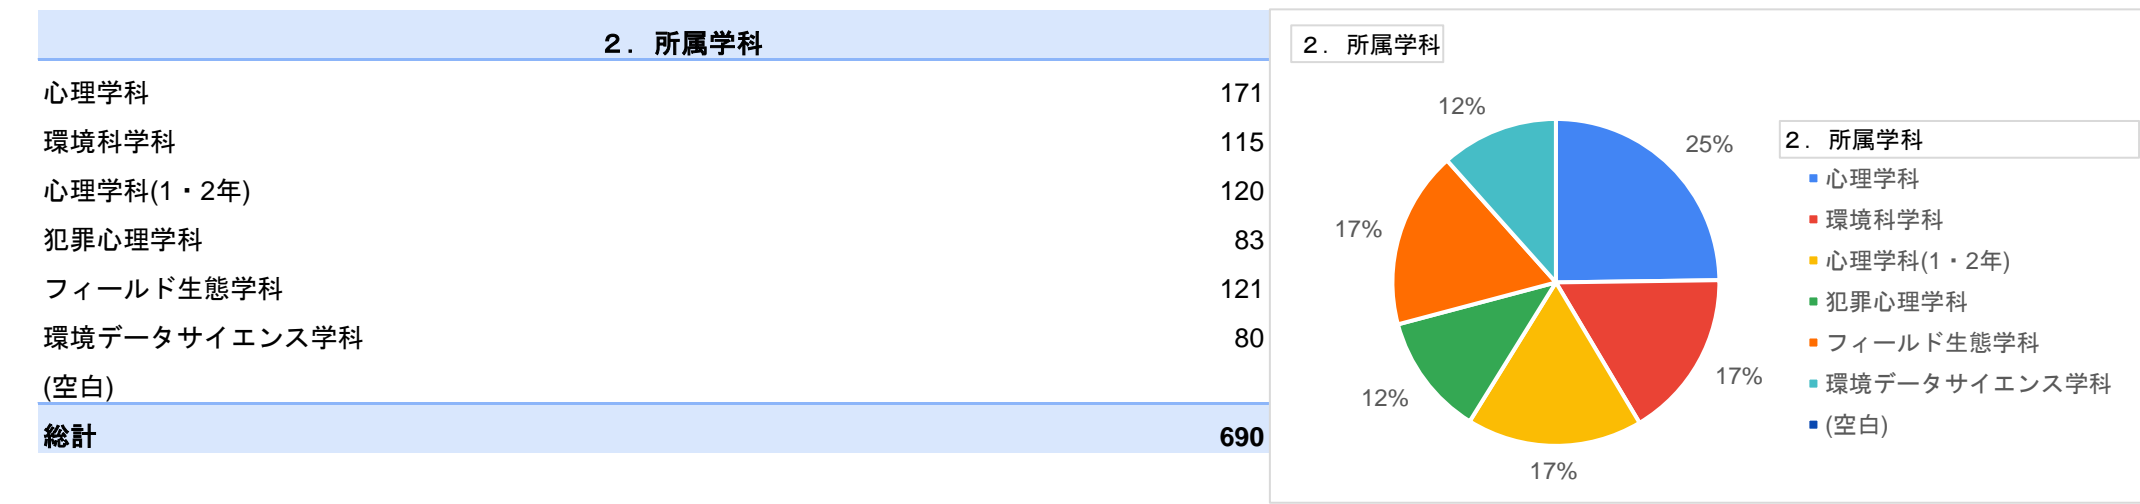 ２．所属学科
心理学科 171
環境科学科 115
心理学科(1・2年) 120
犯罪心理学科 83
フィールド生態学科 121
環境データサイエンス学科 80
(空白)
総計 690
２．所属学科
12%
25%
17%
12%
17%
17%
２．所属学科
心理学科
環境科学科
心理学科(1・2年)
犯罪心理学科
フィールド生態学科
環境データサイエンス学科
(空白)